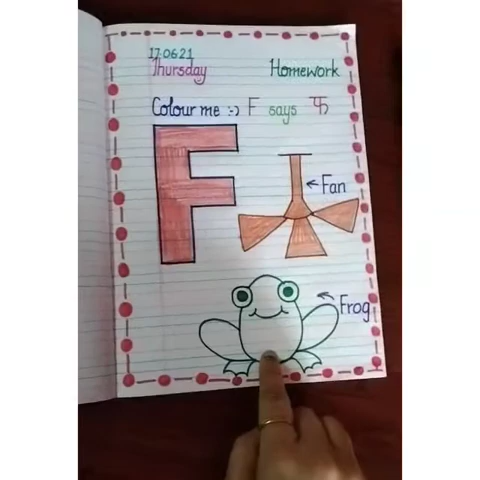 17.06.21
Thursday Homework
Colour me :-) F says फ
F
Fan
Frog